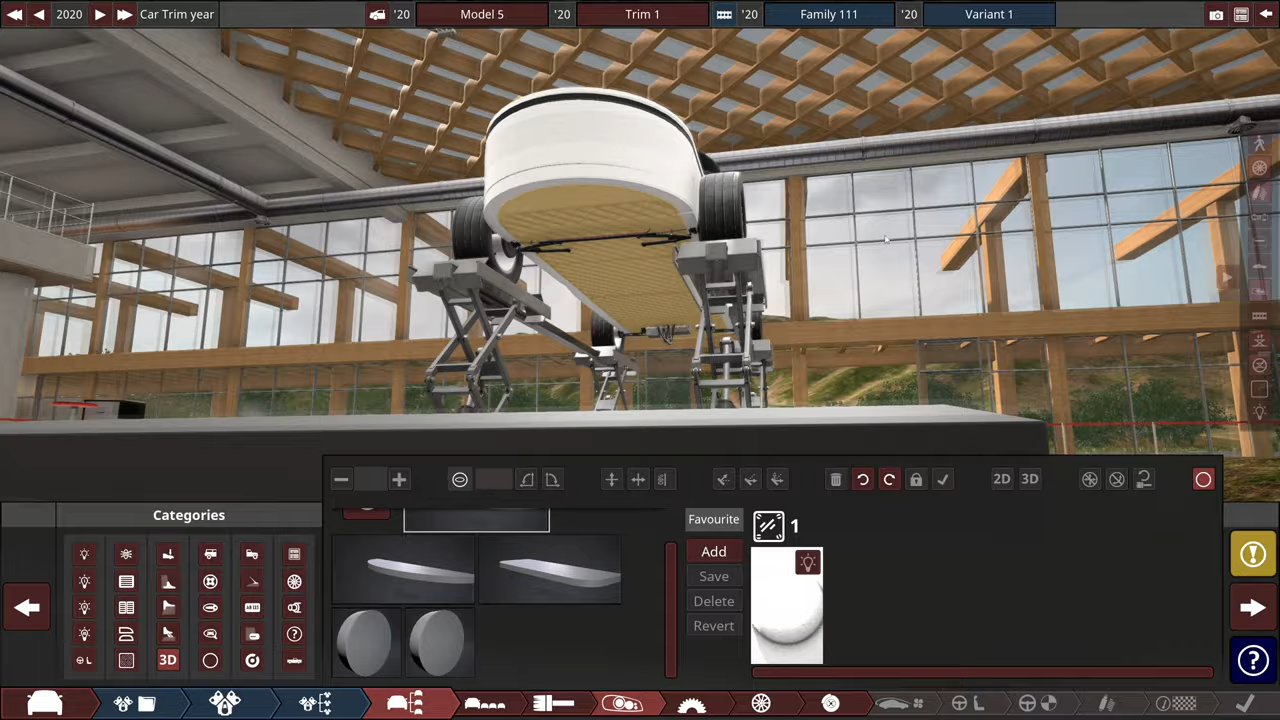 2020 Car Trim year '20 Model 5 '20 Trim 1 '20 Family 111 '20 Variant 1
2D 3D
Categories
Favourite 1
Add
Save
Delete
Revert
L 3D